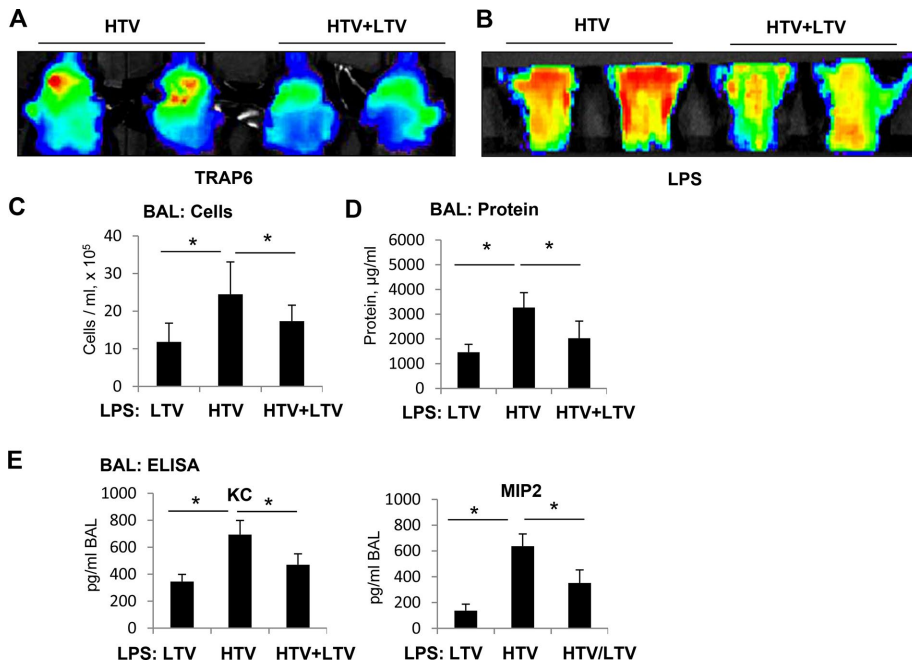 A
HTV
HTV+LTV
TRAP6
B
HTV
HTV+LTV
LPS
C
BAL: Cells
Cells / ml, x 10⁵
40
30
20
10
0
*
*
LPS: LTV HTV HTV+LTV
D
BAL: Protein
Protein, µg/ml
6000
5000
4000
3000
2000
1000
0
*
*
LPS: LTV HTV HTV+LTV
E
BAL: ELISA
KC
pg/ml BAL
1000
800
600
400
200
0
*
*
LPS: LTV HTV HTV+LTV
MIP2
pg/ml BAL
1000
800
600
400
200
0
*
*
LPS: LTV HTV HTV/LTV